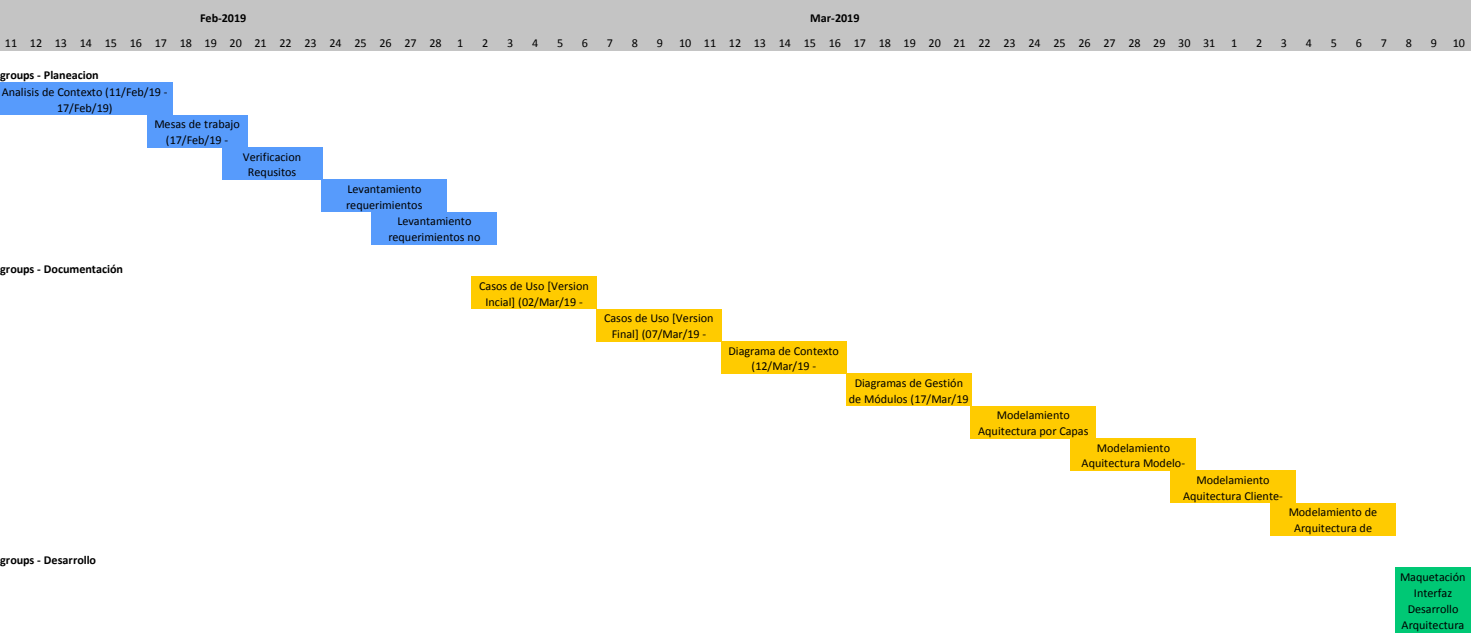 Feb-2019 Mar-2019
11 12 13 14 15 16 17 18 19 20 21 22 23 24 25 26 27 28 1 2 3 4 5 6 7 8 9 10 11 12 13 14 15 16 17 18 19 20 21 22 23 24 25 26 27 28 29 30 31 1 2 3 4 5 6 7 8 9 10
groups - Planeacion
Analisis de Contexto (11/Feb/19 -
17/Feb/19)
Mesas de trabajo
(17/Feb/19 -
Verificacion
Requsitos
Levantamiento
requerimientos
Levantamiento
requerimientos no
groups - Documentación
Casos de Uso [Version
Incial] (02/Mar/19 -
Casos de Uso [Version
Final] (07/Mar/19 -
Diagrama de Contexto
(12/Mar/19 -
Diagramas de Gestión
de Módulos (17/Mar/19
Modelamiento
Aquitectura por Capas
Modelamiento
Aquitectura Modelo-
Modelamiento
Aquitectura Cliente-
Modelamiento de
Arquitectura de
groups - Desarrollo
Maquetación
Interfaz
Desarrollo
Arquitectura